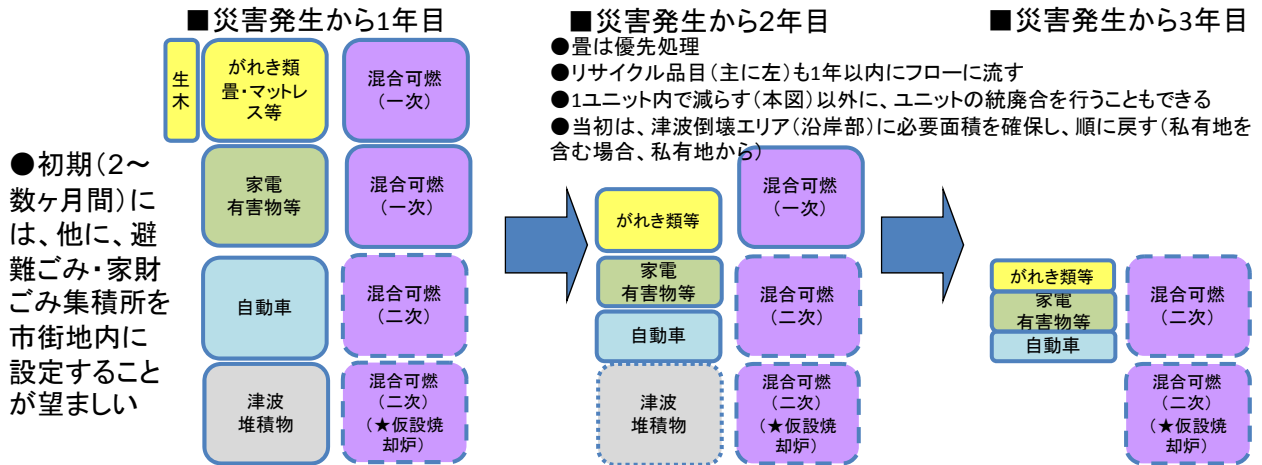 ■災害発生から1年目
生
木
がれき類
畳・マットレ
ス等
混合可燃
(一次)
●初期(2～
数ヶ月間)に
は、他に、避
難ごみ・家財
ごみ集積所を
市街地内に
設定すること
が望ましい
家電
有害物等
混合可燃
(一次)
自動車
混合可燃
(二次)
津波
堆積物
混合可燃
(二次)
(★仮設焼
却炉)
■災害発生から2年目
●畳は優先処理
●リサイクル品目(主に左)も1年以内にフローに流す
●1ユニット内で減らす(本図)以外に、ユニットの統廃合を行うこともできる
●当初は、津波倒壊エリア(沿岸部)に必要面積を確保し、順に戻す(私有地を
含む場合、私有地から)
がれき類等
混合可燃
(一次)
家電
有害物等
混合可燃
(二次)
自動車
津波
堆積物
混合可燃
(二次)
(★仮設焼
却炉)
■災害発生から3年目
がれき類等
家電
有害物等
自動車
混合可燃
(二次)
混合可燃
(二次)
(★仮設焼
却炉)